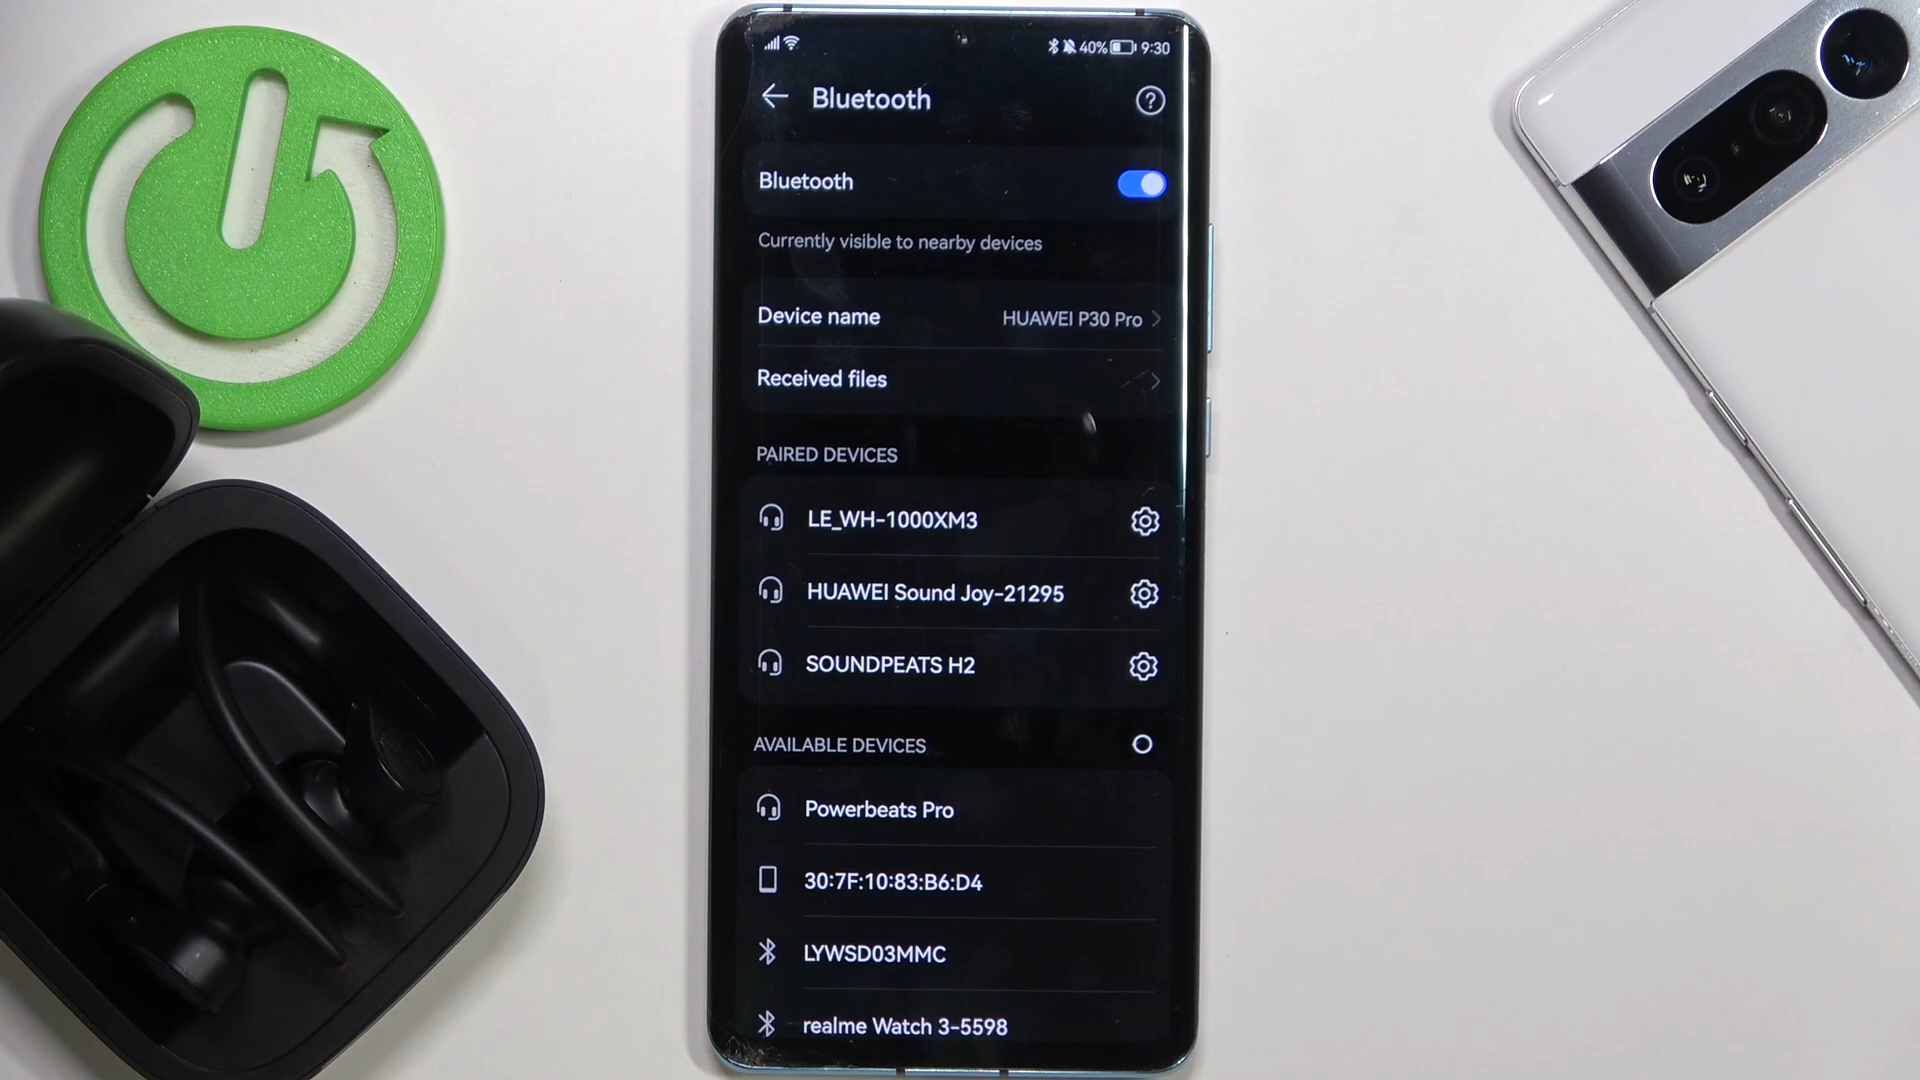 40% 9:30
Bluetooth
Bluetooth
Currently visible to nearby devices
Device name HUAWEI P30 Pro
Received files
PAIRED DEVICES
LE_WH-1000XM3
HUAWEI Sound Joy-21295
SOUNDPEATS H2
AVAILABLE DEVICES
Powerbeats Pro
30:7F:10:83:B6:D4
LYWSD03MMC
realme Watch 3-5598